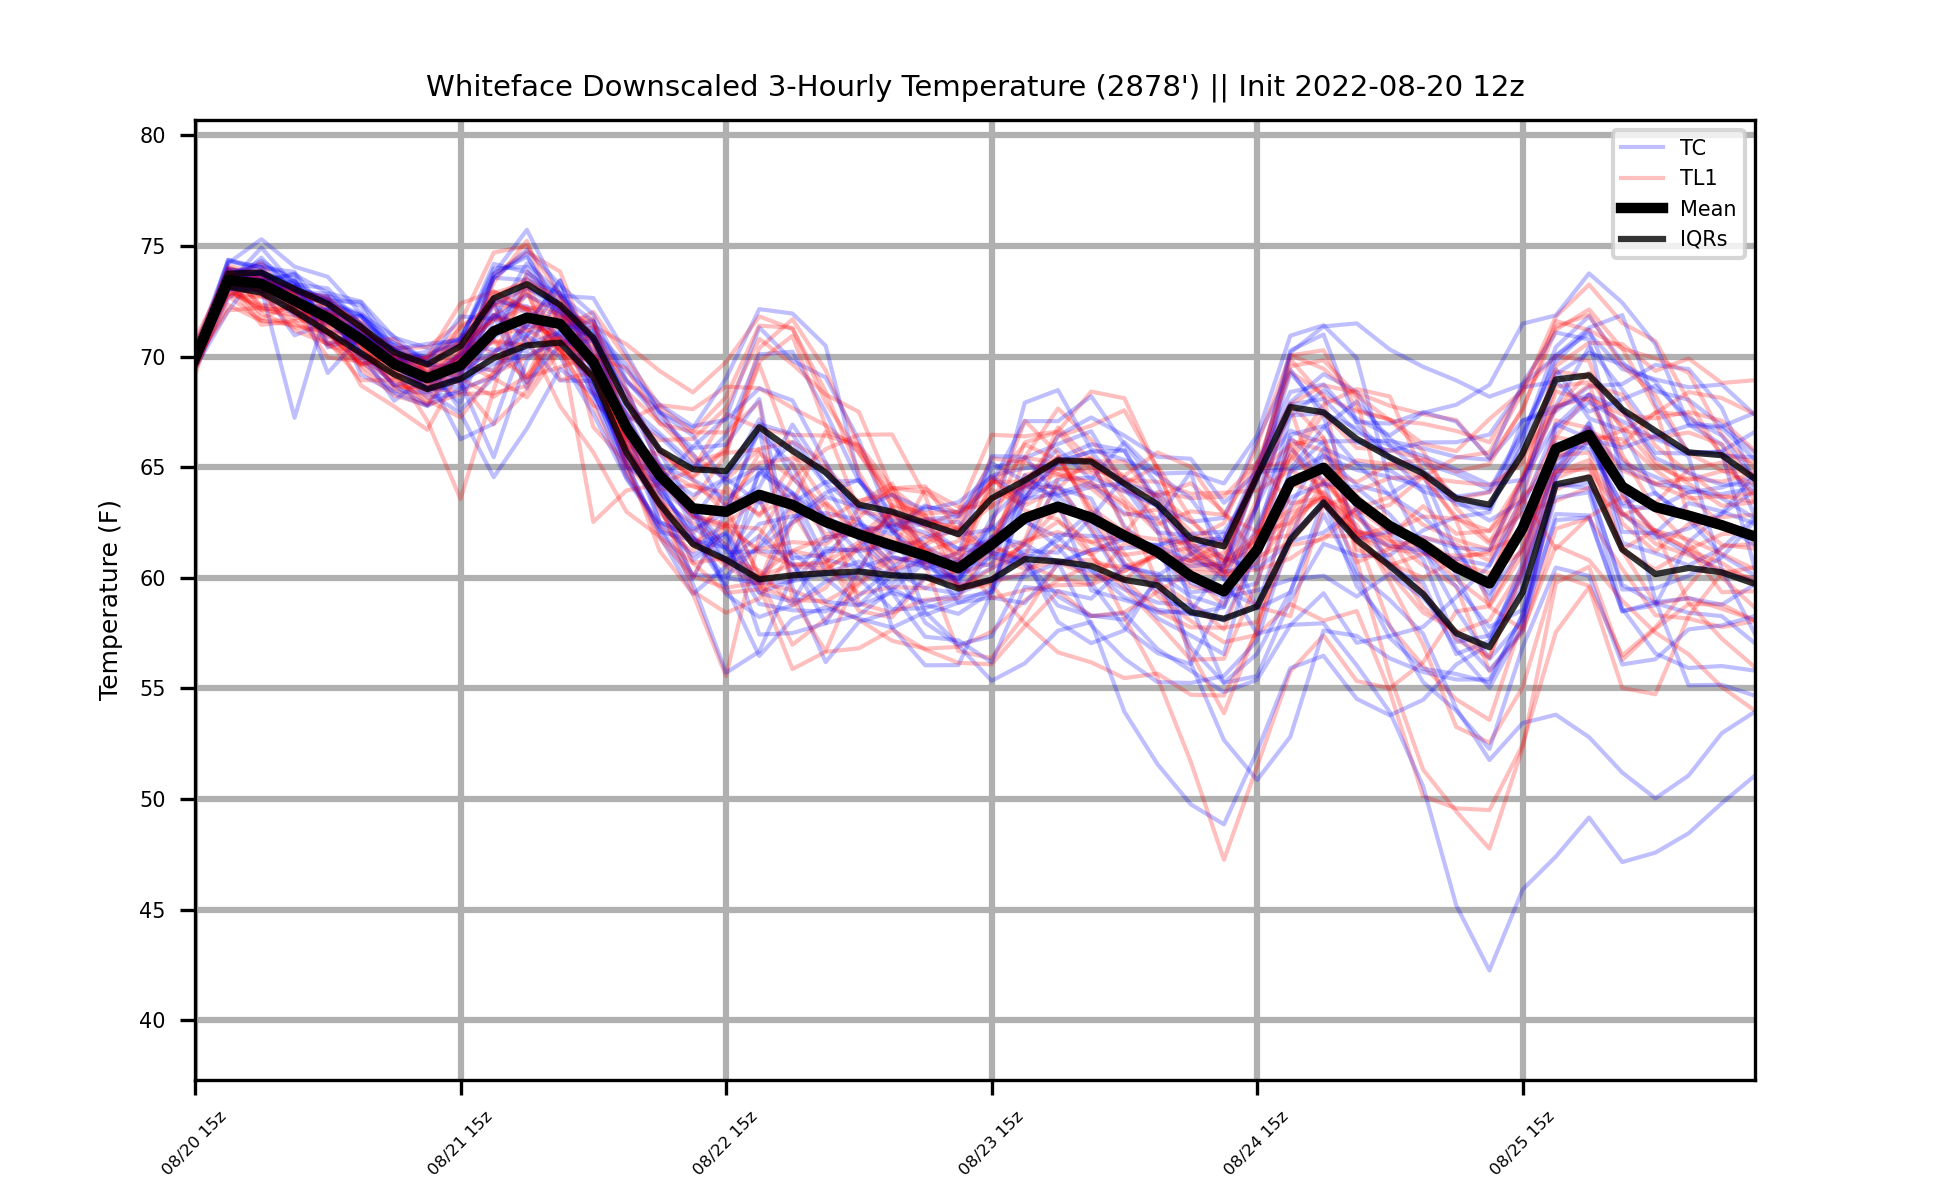 Whiteface Downscaled 3-Hourly Temperature (2878') || Init 2022-08-20 12z
Temperature (F)
80
75
70
65
60
55
50
45
40
TC
TL1
Mean
IQRs
08/20 15z
08/21 15z
08/22 15z
08/23 15z
08/24 15z
08/25 15z